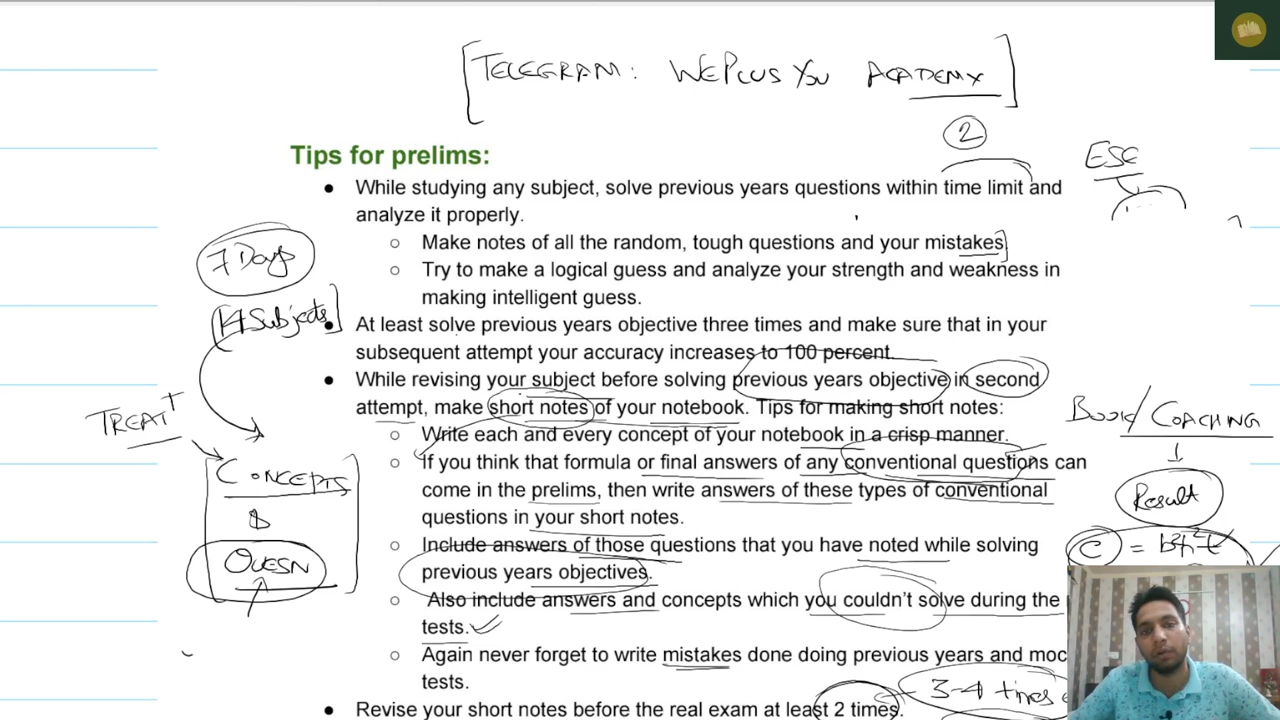 [TELEGRAM: WEPLUS YOU ACADEMY]
2
ESE
Tips for prelims:
● While studying any subject, solve previous years questions within time limit and
analyze it properly.
○ Make notes of all the random, tough questions and your mistakes]
○ Try to make a logical guess and analyze your strength and weakness in
making intelligent guess.
7 Days
[14 Subjects]
● At least solve previous years objective three times and make sure that in your
subsequent attempt your accuracy increases to 100 percent.
● While revising your subject before solving previous years objective in second
attempt, make short notes of your notebook. Tips for making short notes:
TREAT
BOOK/COACHING
○ Write each and every concept of your notebook in a crisp manner.
○ If you think that formula or final answers of any conventional questions can
come in the prelims, then write answers of these types of conventional
questions in your short notes.
CONCEPTS
&
QUESN
Result
○ Include answers of those questions that you have noted while solving
previous years objectives.
○ Also include answers and concepts which you couldn't solve during the
tests.
○ Again never forget to write mistakes done doing previous years and moc
tests.
3-4 times
● Revise your short notes before the real exam at least 2 times.